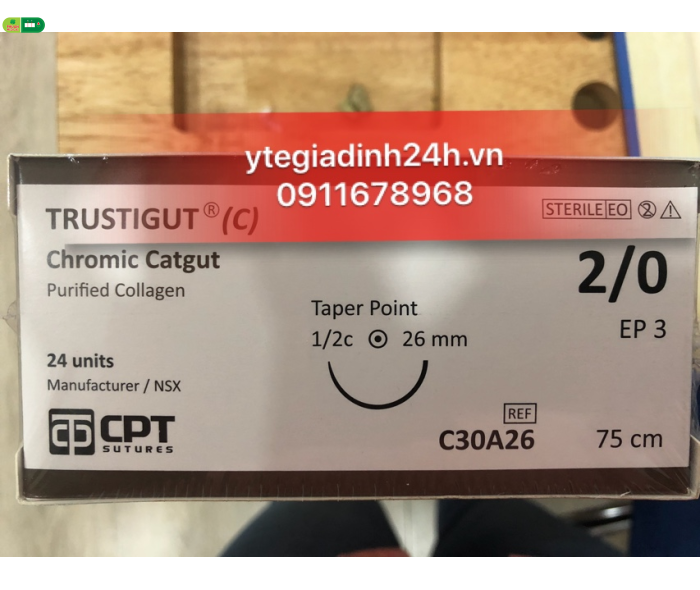 ytegiadinh24h.vn
0911678968
TRUSTIGUT® (C)
STERILE EO
Chromic Catgut
2/0
Purified Collagen
Taper Point
EP 3
1/2c 26 mm
24 units
Manufacturer / NSX
CPT
SUTURES
REF
C30A26
75 cm